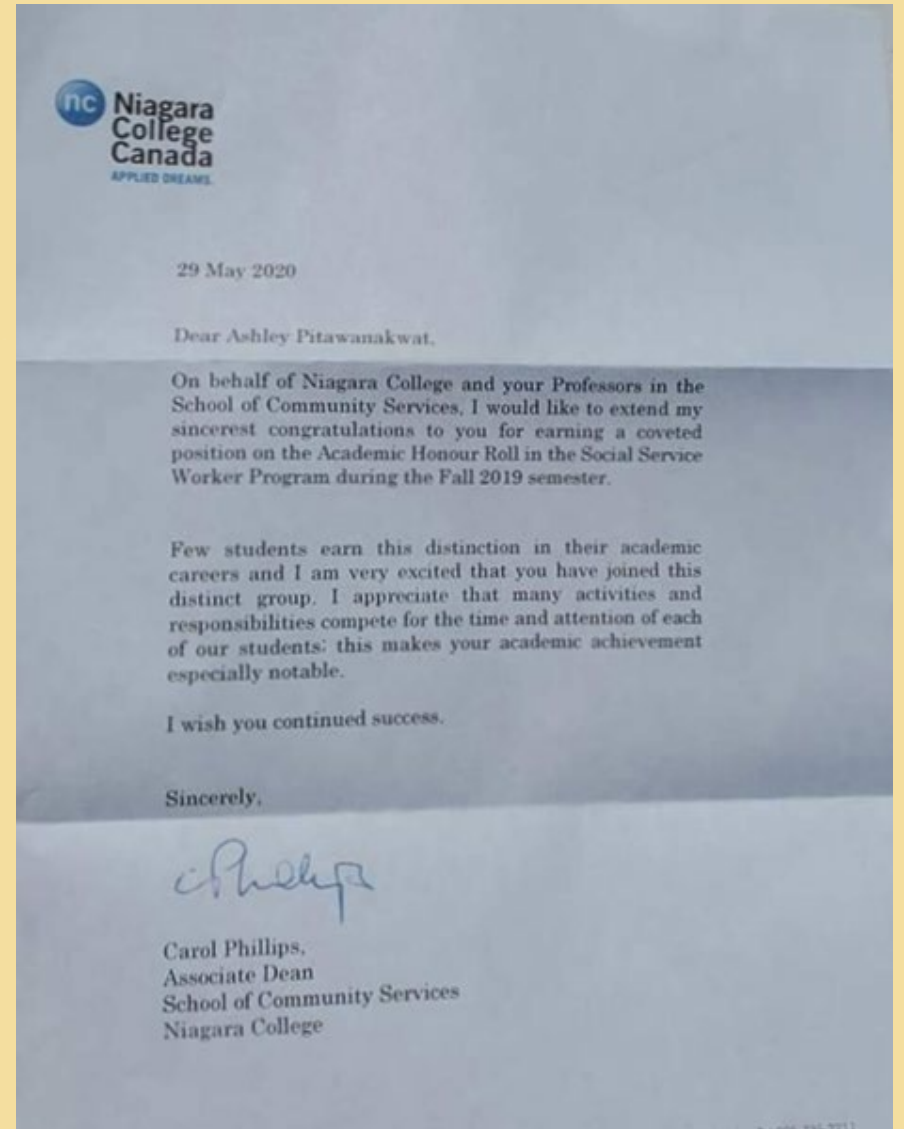 nc
Niagara
College
Canada
APPLIED DREAMS.
29 May 2020
Dear Ashley Pitawanakwat,
On behalf of Niagara College and your Professors in the
School of Community Services, I would like to extend my
sincerest congratulations to you for earning a coveted
position on the Academic Honour Roll in the Social Service
Worker Program during the Fall 2019 semester.
Few students earn this distinction in their academic
careers and I am very excited that you have joined this
distinct group. I appreciate that many activities and
responsibilities compete for the time and attention of each
of our students; this makes your academic achievement
especially notable.
I wish you continued success.
Sincerely,
C Phillips
Carol Phillips,
Associate Dean
School of Community Services
Niagara College